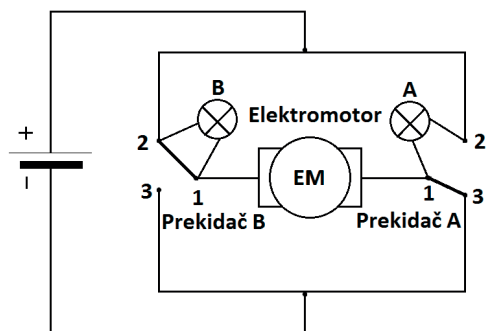 B
A
Elektromotor
+
2
2
EM
3
1
1
3
Prekidač B
Prekidač A
–